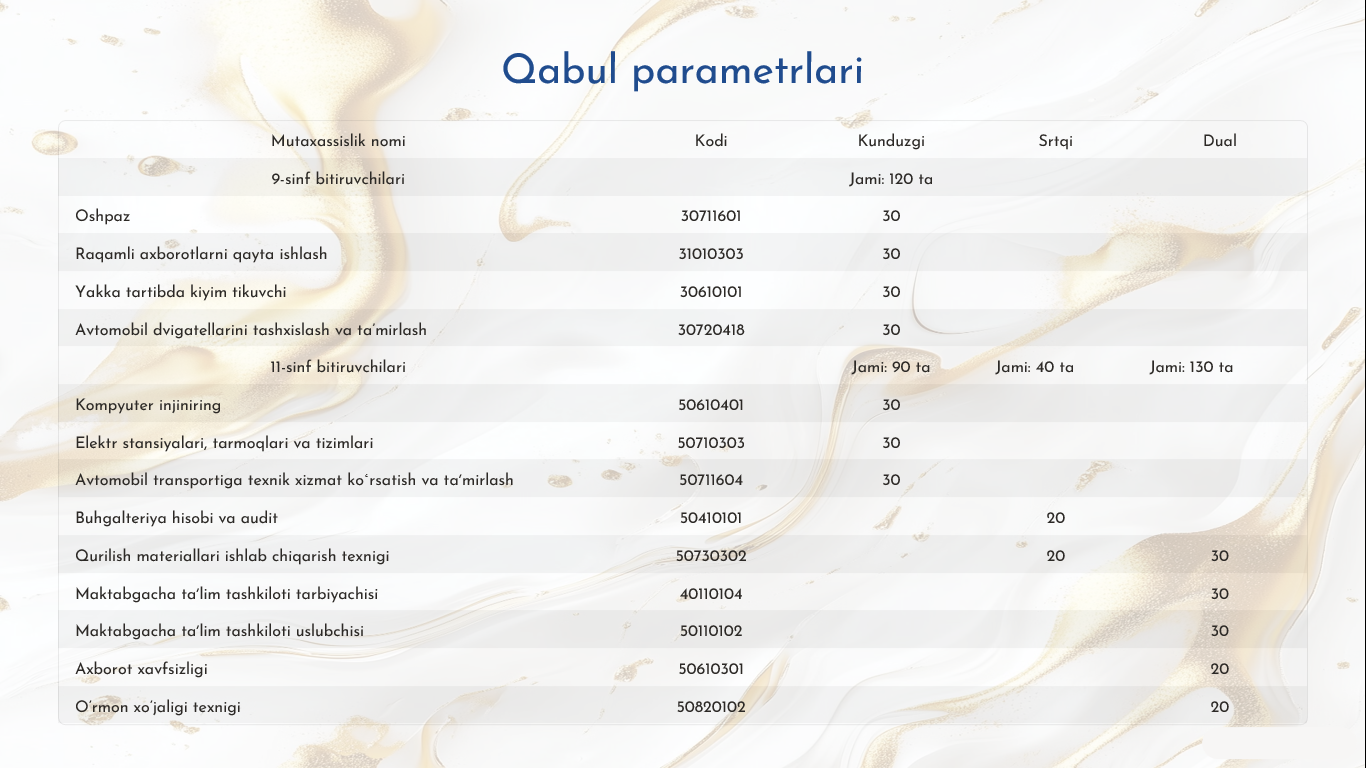 Qabul parametrlari
Mutaxassislik nomi Kodi Kunduzgi Srtqi Dual
9-sinf bitiruvchilari Jami: 120 ta
Oshpaz 30711601 30
Raqamli axborotlarni qayta ishlash 31010303 30
Yakka tartibda kiyim tikuvchi 30610101 30
Avtomobil dvigatellarini tashxislash va ta’mirlash 30720418 30
11-sinf bitiruvchilari Jami: 90 ta Jami: 40 ta Jami: 130 ta
Kompyuter injiniring 50610401 30
Elektr stansiyalari, tarmoqlari va tizimlari 50710303 30
Avtomobil transportiga texnik xizmat ko‘rsatish va ta’mirlash 50711604 30
Buhgalteriya hisobi va audit 50410101 20
Qurilish materiallari ishlab chiqarish texnigi 50730302 20 30
Maktabgacha ta’lim tashkiloti tarbiyachisi 40110104 30
Maktabgacha ta’lim tashkiloti uslubchisi 50110102 30
Axborot xavfsizligi 50610301 20
O’rmon xo’jaligi texnigi 50820102 20